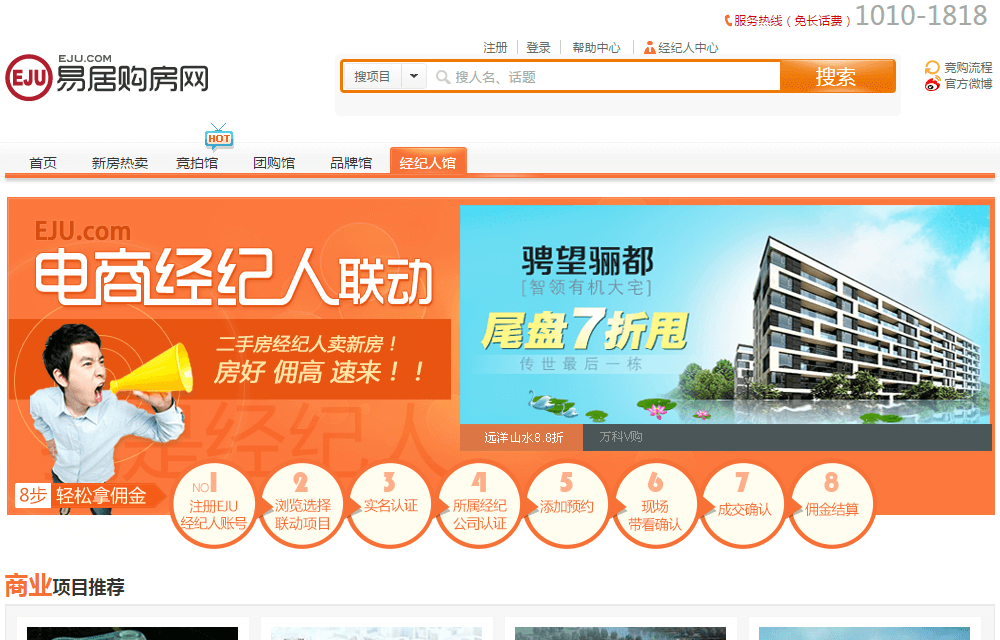 服务热线（免长话费）1010-1818
注册 登录 帮助中心 经纪人中心
EJU EJU.COM
易居购房网
搜项目 搜人名、话题 搜索
竞购流程
官方微博
HOT
首页 新房热卖 竞拍馆 团购馆 品牌馆 经纪人馆
EJU.com
电商经纪人联动
二手房经纪人卖新房！
房好 佣高 速来！！
是经纪人
骋望骊都
[智领有机大宅]
尾盘7折甩
传世最后一栋
远洋山水8.8折 万科V购
8步 轻松拿佣金
NO1 注册EJU
经纪人账号
2 浏览选择
联动项目
3 实名认证
4 所属经纪
公司认证
5 添加预约
6 现场
带看确认
7 成交确认
8 佣金结算
商业项目推荐